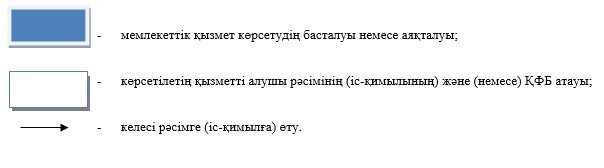 - мемлекеттік қызмет көрсетудің басталуы немесе аяқталуы;
- көрсетілетің қызметті алушы рәсімінің (іс-қимылының) және (немесе) ҚФБ атауы;
- келесі рәсімге (іс-қимылға) өту.